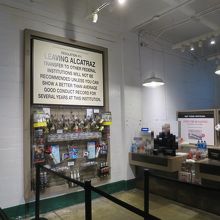 REGULATION #
LEAVING ALCATRAZ
TRANSFER TO OTHER FEDERAL
INSTITUTIONS WILL NOT BE
RECOMMENDED UNLESS YOU CAN
SHOW A BETTER THAN AVERAGE
GOOD CONDUCT RECORD FOR
SEVERAL YEARS AT THIS INSTITUTION.